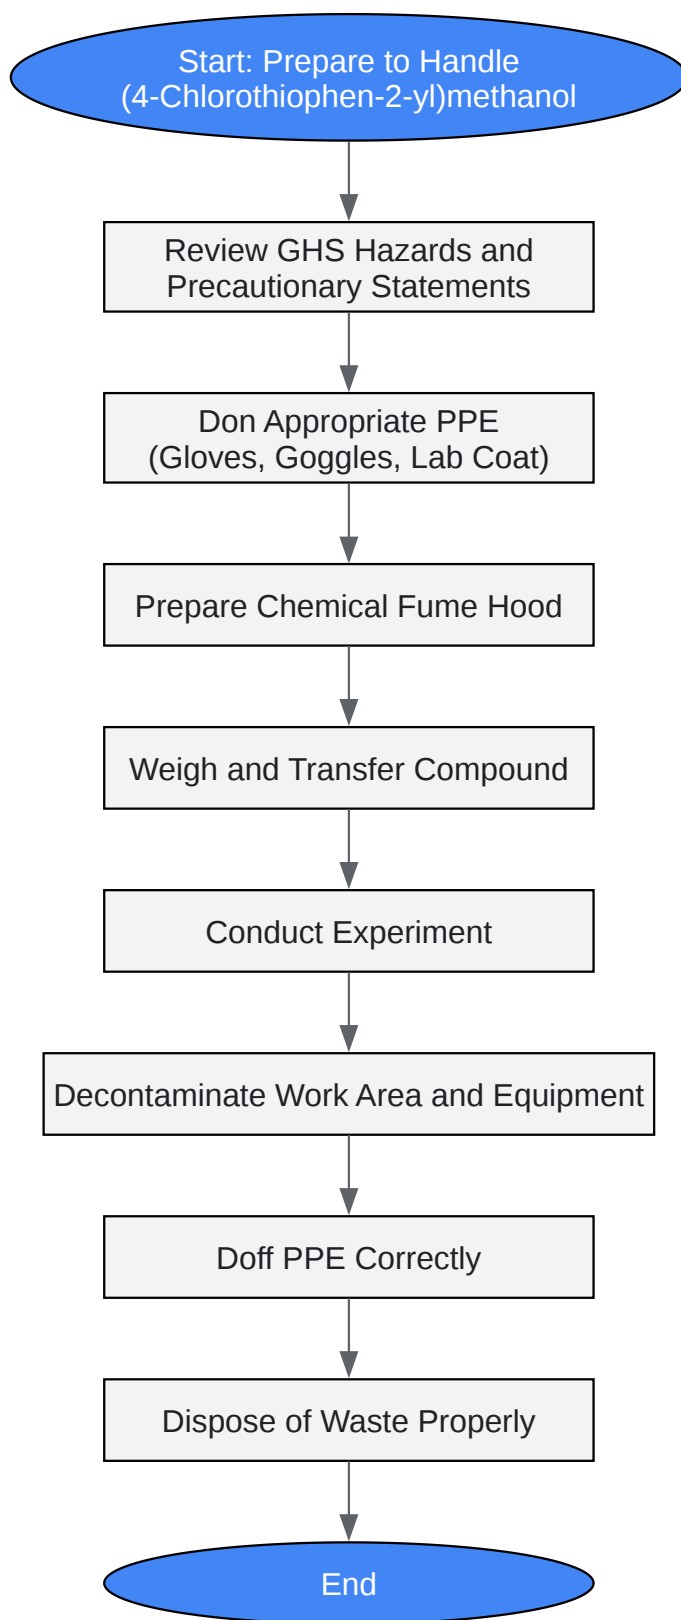 Start: Prepare to Handle
(4-Chlorothiophen-2-yl)methanol
Review GHS Hazards and
Precautionary Statements
Don Appropriate PPE
(Gloves, Goggles, Lab Coat)
Prepare Chemical Fume Hood
Weigh and Transfer Compound
Conduct Experiment
Decontaminate Work Area and Equipment
Doff PPE Correctly
Dispose of Waste Properly
End